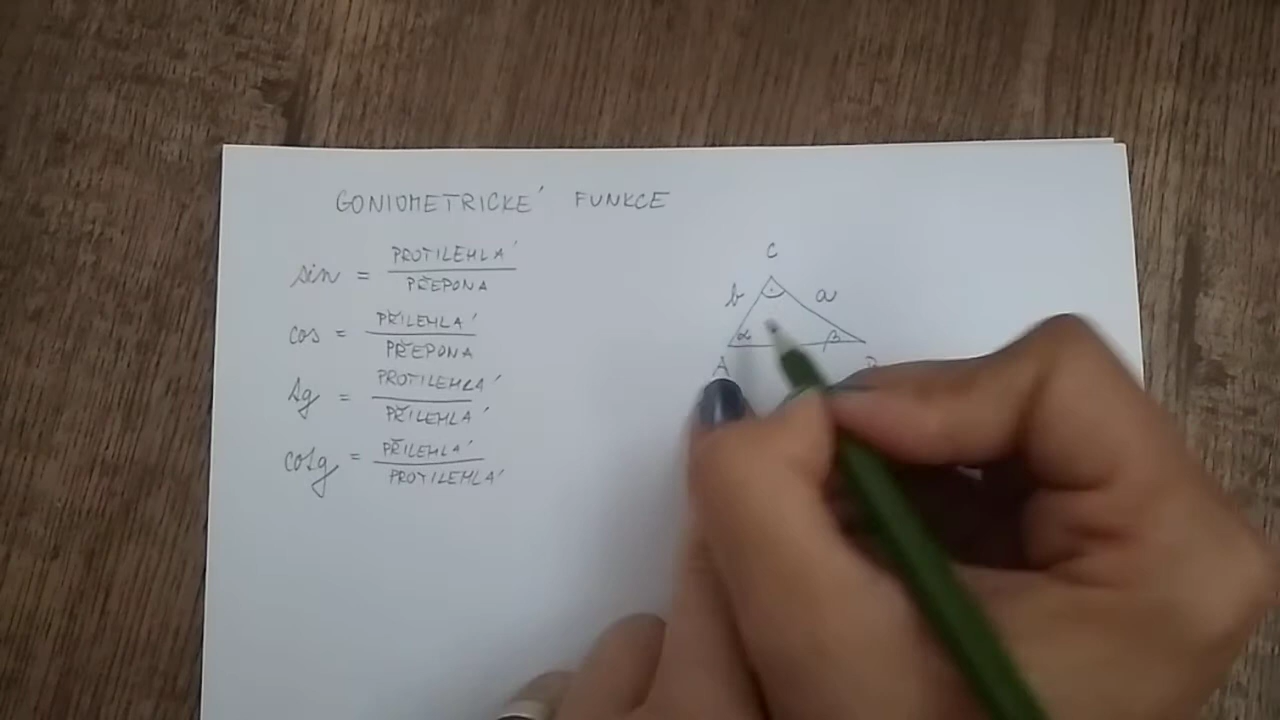 GONIOMETRICKÉ FUNKCE
sin = PROTILEHLÁ
PŘEPONA
cos = PŘILEHLÁ
PŘEPONA
tg = PROTILEHLÁ
PŘILEHLÁ
cotg = PŘILEHLÁ
PROTILEHLÁ
C
b a
α β
A